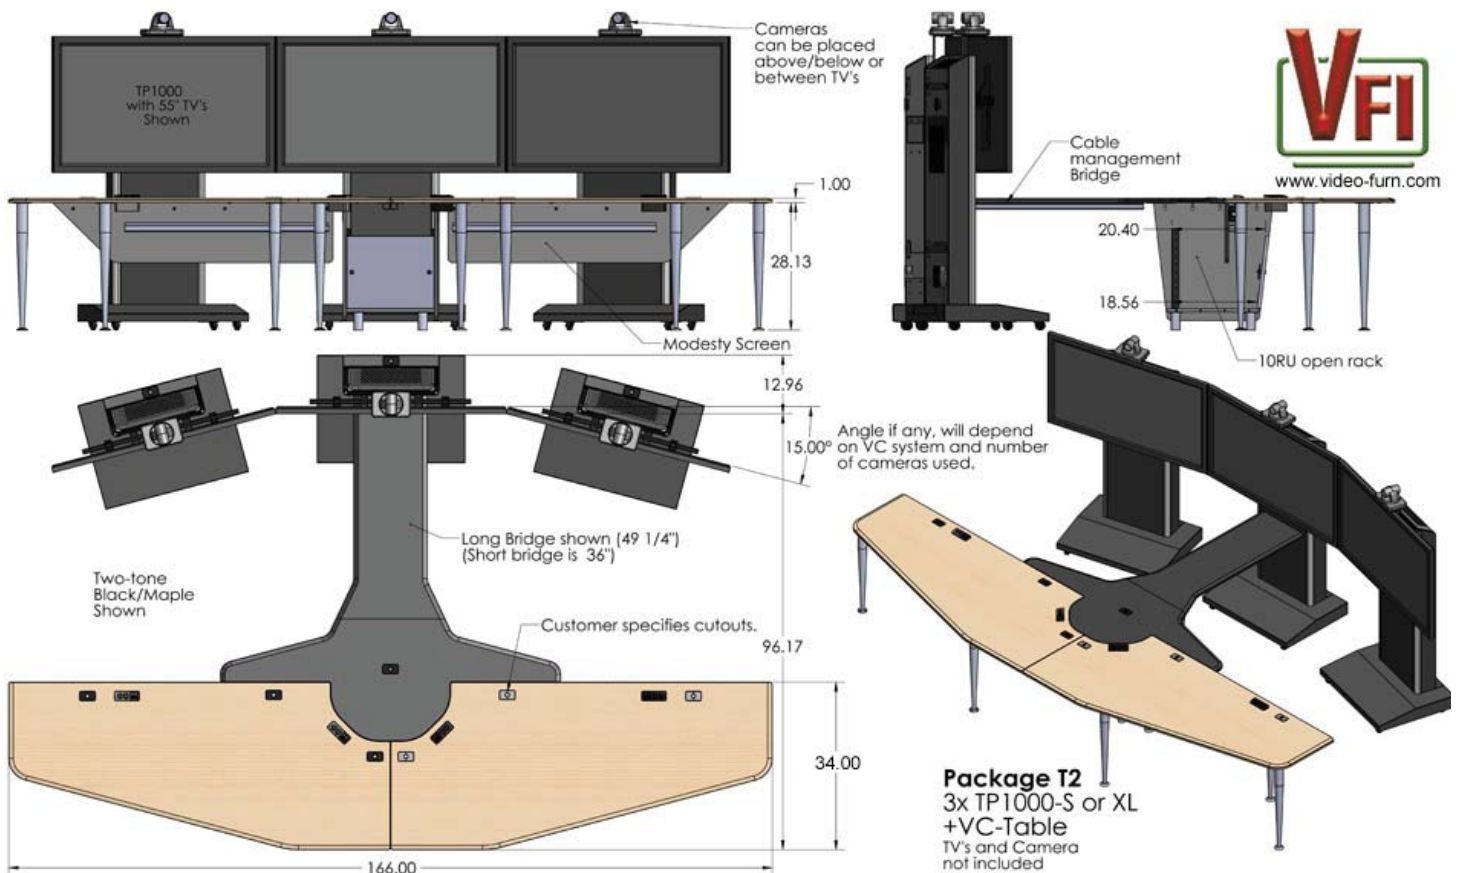 Cameras
can be placed
above/below or
between TV's
TP1000
with 55" TV's
Shown
1.00
28.13
Modesty Screen
Cable
management
Bridge
20.40
18.56
10RU open rack
VFI
www.video-furn.com
12.96
15.00°
Angle if any, will depend
on VC system and number
of cameras used.
Long Bridge shown (49 1/4")
(Short bridge is 36")
Two-tone
Black/Maple
Shown
Customer specifies cutouts.
96.17
34.00
166.00
Package T2
3x TP1000-S or XL
+VC-Table
TV's and Camera
not included